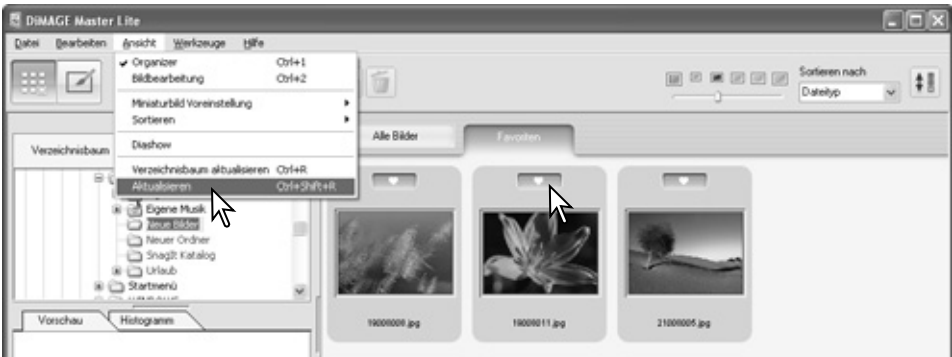 DiMAGE Master Lite
Datei Bearbeiten Ansicht Werkzeuge Hilfe
Organizer Ctrl+1
Bildbearbeitung Ctrl+2
Miniaturbild Voreinstellung
Sortieren
Diashow
Verzeichnisbaum aktualisieren Ctrl+R
Aktualisieren Ctrl+Shift+R
Sortieren nach
Dateityp
Verzeichnisbaum
Eigene Musik
Neue Bilder
Neuer Ordner
SnagIt Katalog
Urlaub
Startmenü
Vorschau Histogramm
Alle Bilder Favoriten
19000011.jpg 21000005.jpg